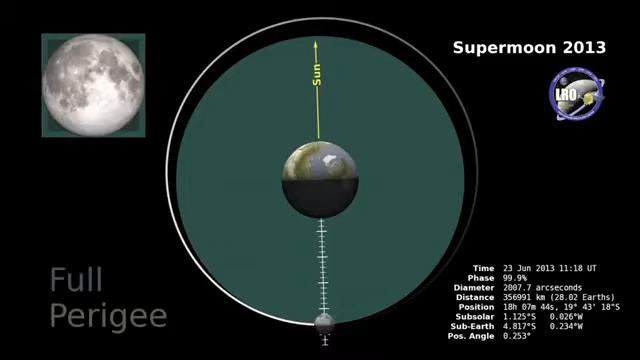 Supermoon 2013
LRO
Sun
Full
Perigee
Time 23 Jun 2013 11:18 UT
Phase 99.9%
Diameter 2007.7 arcseconds
Distance 356991 km (28.02 Earths)
Position 18h 07m 44s, 19° 43' 18"S
Subsolar 1.125°S 0.026°W
Sub-Earth 4.817°S 0.234°W
Pos. Angle 0.253°